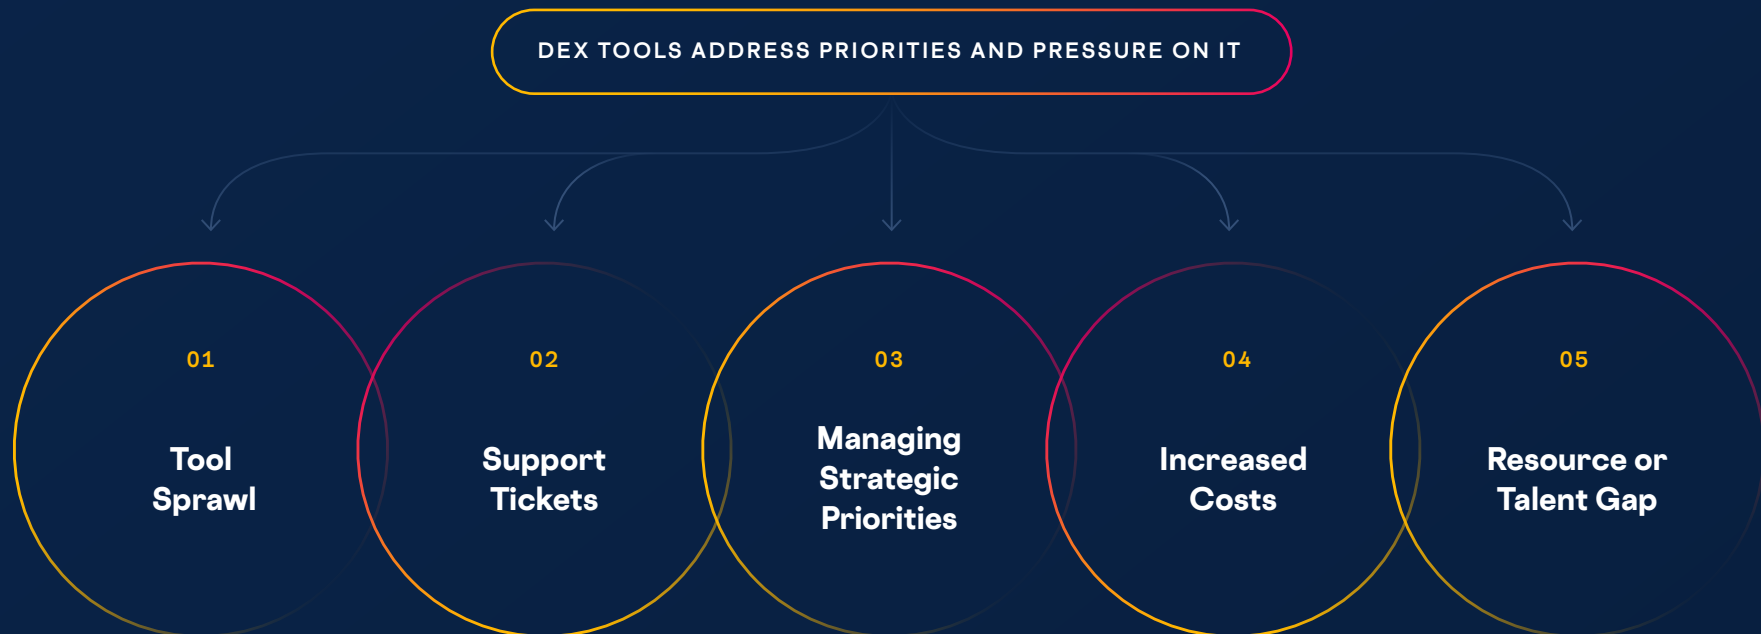 DEX TOOLS ADDRESS PRIORITIES AND PRESSURE ON IT
01
Tool
Sprawl
02
Support
Tickets
03
Managing
Strategic
Priorities
04
Increased
Costs
05
Resource or
Talent Gap